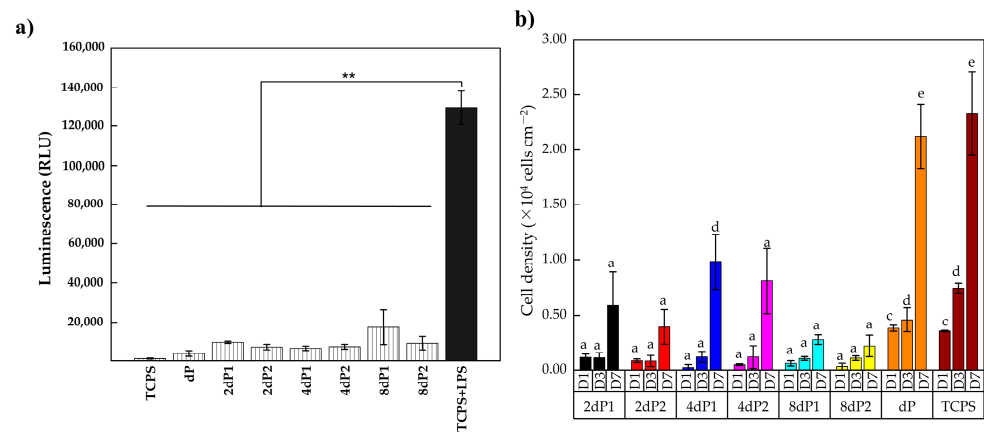 a)
160,000
140,000
120,000
100,000
80,000
60,000
40,000
20,000
Luminescence (RLU)
**
TCPS
dP
2dP1
2dP2
4dP1
4dP2
8dP1
8dP2
TCPS+LPS
b)
3.00
2.50
2.00
1.50
1.00
0.50
0.00
Cell density (×10⁴ cells cm⁻²)
a a a a a a a a d a a a a a a a a a c d e c d e
D1 D3 D7 D1 D3 D7 D1 D3 D7 D1 D3 D7 D1 D3 D7 D1 D3 D7 D1 D3 D7 D1 D3 D7
2dP1 2dP2 4dP1 4dP2 8dP1 8dP2 dP TCPS